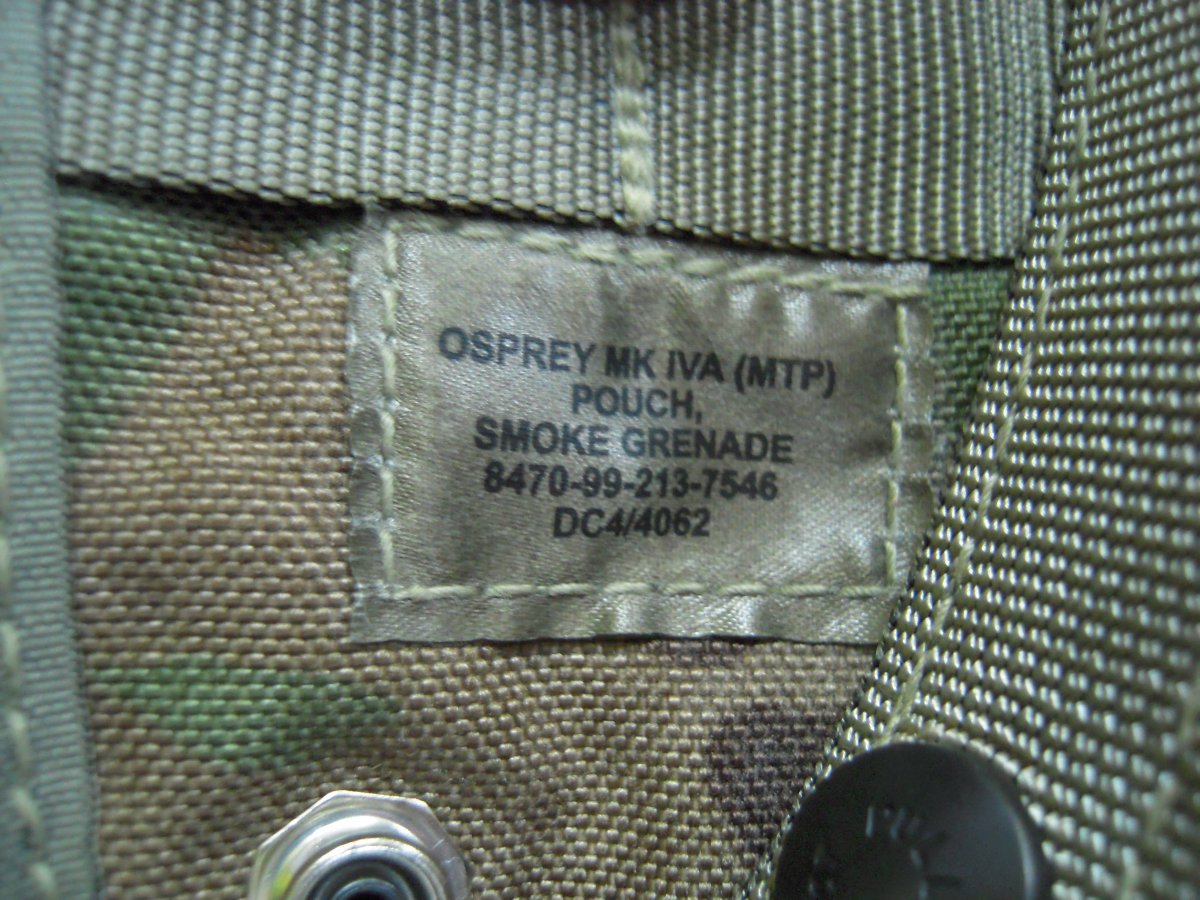 OSPREY MK IVA (MTP)
POUCH,
SMOKE GRENADE
8470-99-213-7546
DC4/4062